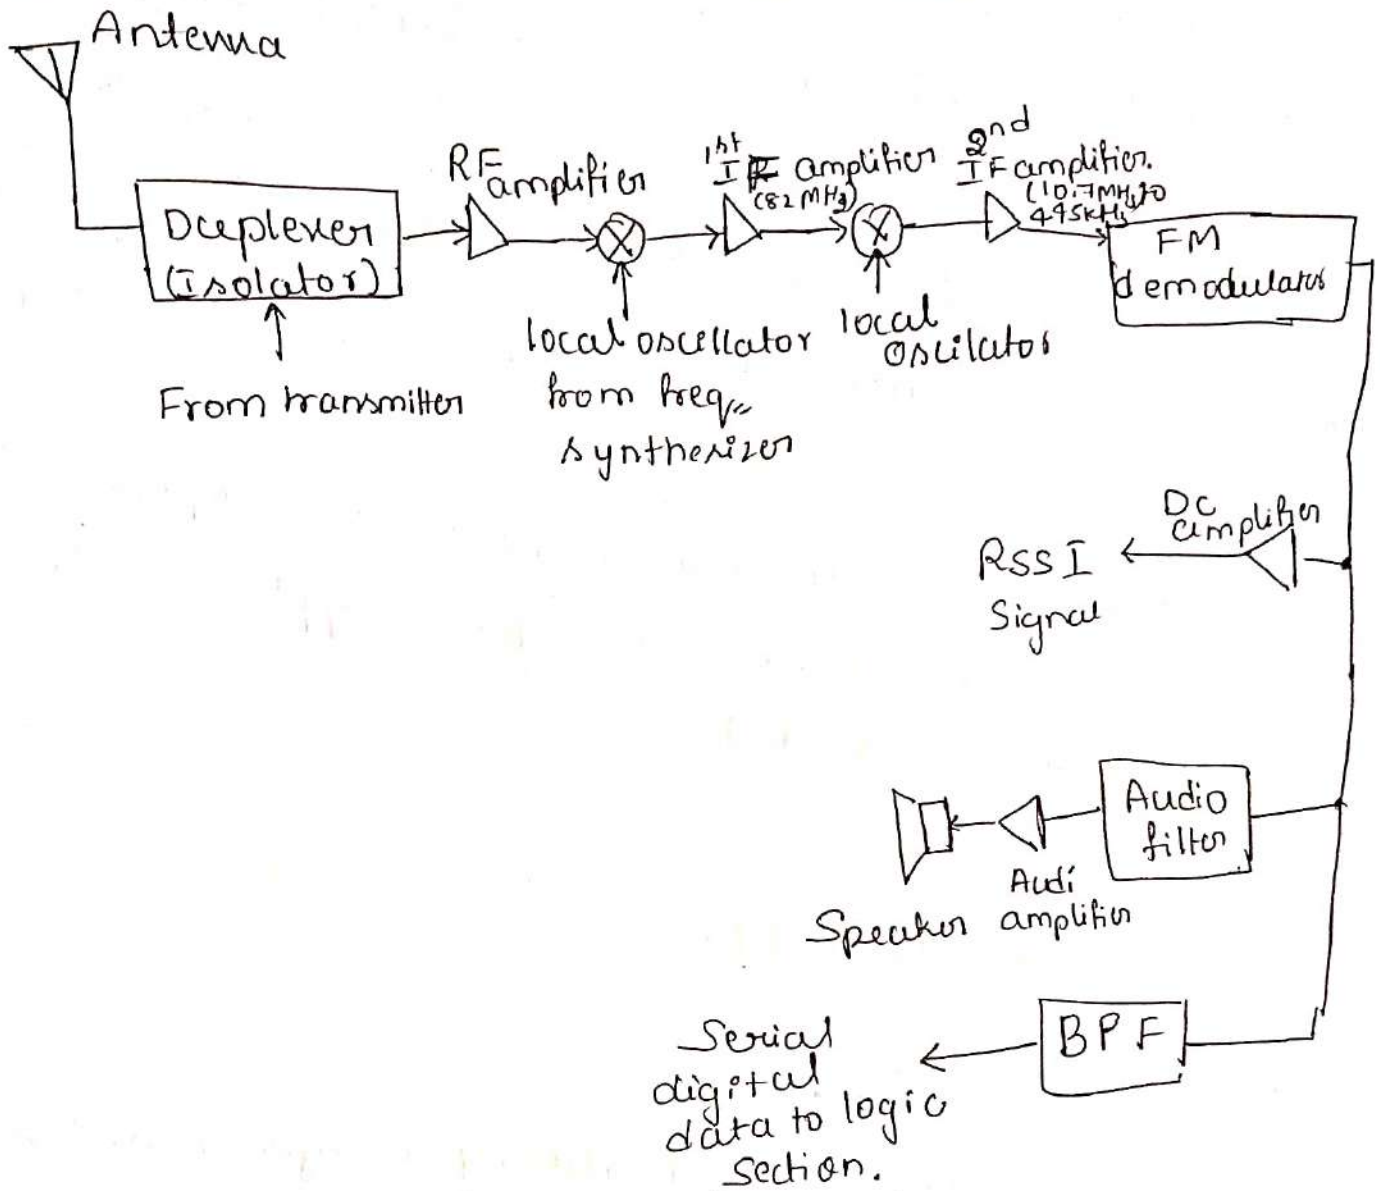 Antenna
RF
amplifier
1st
IF amplifier
(82 MHz)
2nd
IF amplifier.
(10.7MHz to
495KHz)
Duplexer
(Isolator)
FM
demodulator
From transmitter
local oscillator
from freq
synthesizer
local
Oscilator
DC
amplifier
RSSI
Signal
Audio
filter
Audi
amplifier
Speaker
BPF
Serial
digital
data to logic
section.